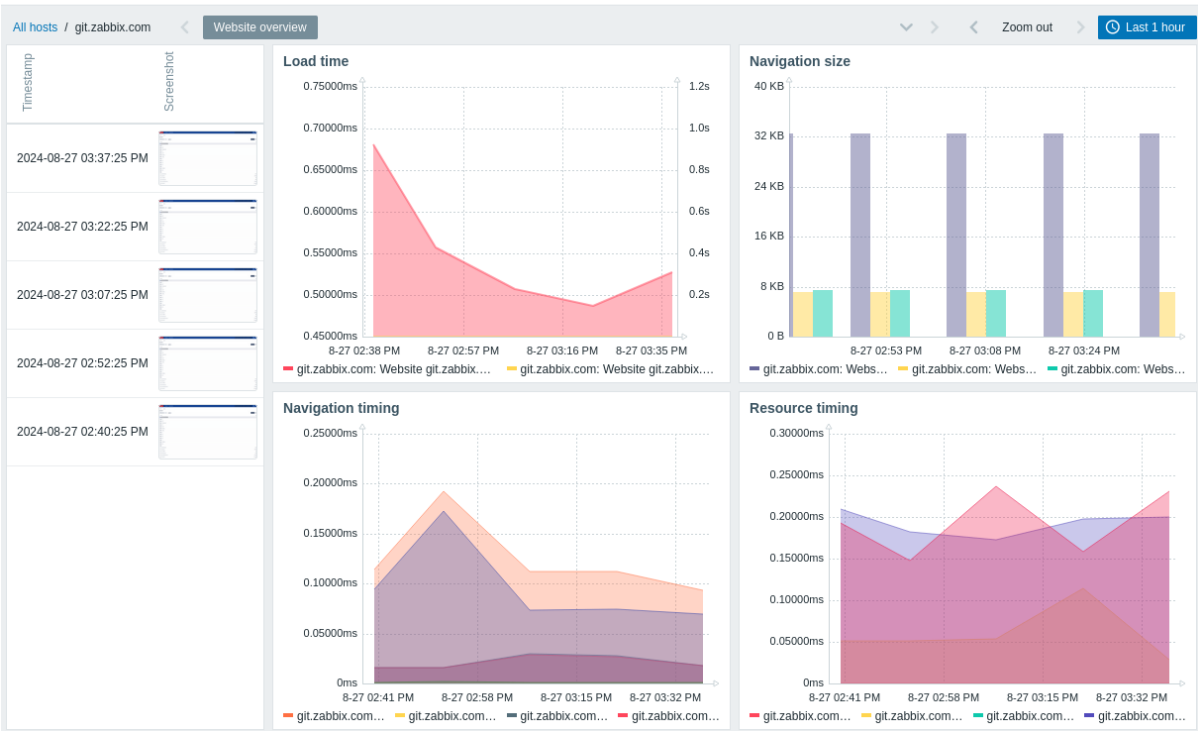 All hosts / git.zabbix.com Website overview Zoom out Last 1 hour
Timestamp Screenshot
2024-08-27 03:37:25 PM
2024-08-27 03:22:25 PM
2024-08-27 03:07:25 PM
2024-08-27 02:52:25 PM
2024-08-27 02:40:25 PM
Load time
0.75000ms 1.2s
0.70000ms 1.0s
0.65000ms 0.8s
0.60000ms 0.6s
0.55000ms 0.4s
0.50000ms 0.2s
0.45000ms
8-27 02:38 PM 8-27 02:57 PM 8-27 03:16 PM 8-27 03:35 PM
git.zabbix.com: Website git.zabbix.... git.zabbix.com: Website git.zabbix....
Navigation size
40 KB
32 KB
24 KB
16 KB
8 KB
0 B
8-27 02:53 PM 8-27 03:08 PM 8-27 03:24 PM
git.zabbix.com: Webs... git.zabbix.com: Webs... git.zabbix.com: Webs...
Navigation timing
0.25000ms
0.20000ms
0.15000ms
0.10000ms
0.05000ms
0ms
8-27 02:41 PM 8-27 02:58 PM 8-27 03:15 PM 8-27 03:32 PM
git.zabbix.com... git.zabbix.com... git.zabbix.com... git.zabbix.com...
Resource timing
0.30000ms
0.25000ms
0.20000ms
0.15000ms
0.10000ms
0.05000ms
0ms
8-27 02:41 PM 8-27 02:58 PM 8-27 03:15 PM 8-27 03:32 PM
git.zabbix.com... git.zabbix.com... git.zabbix.com... git.zabbix.com...